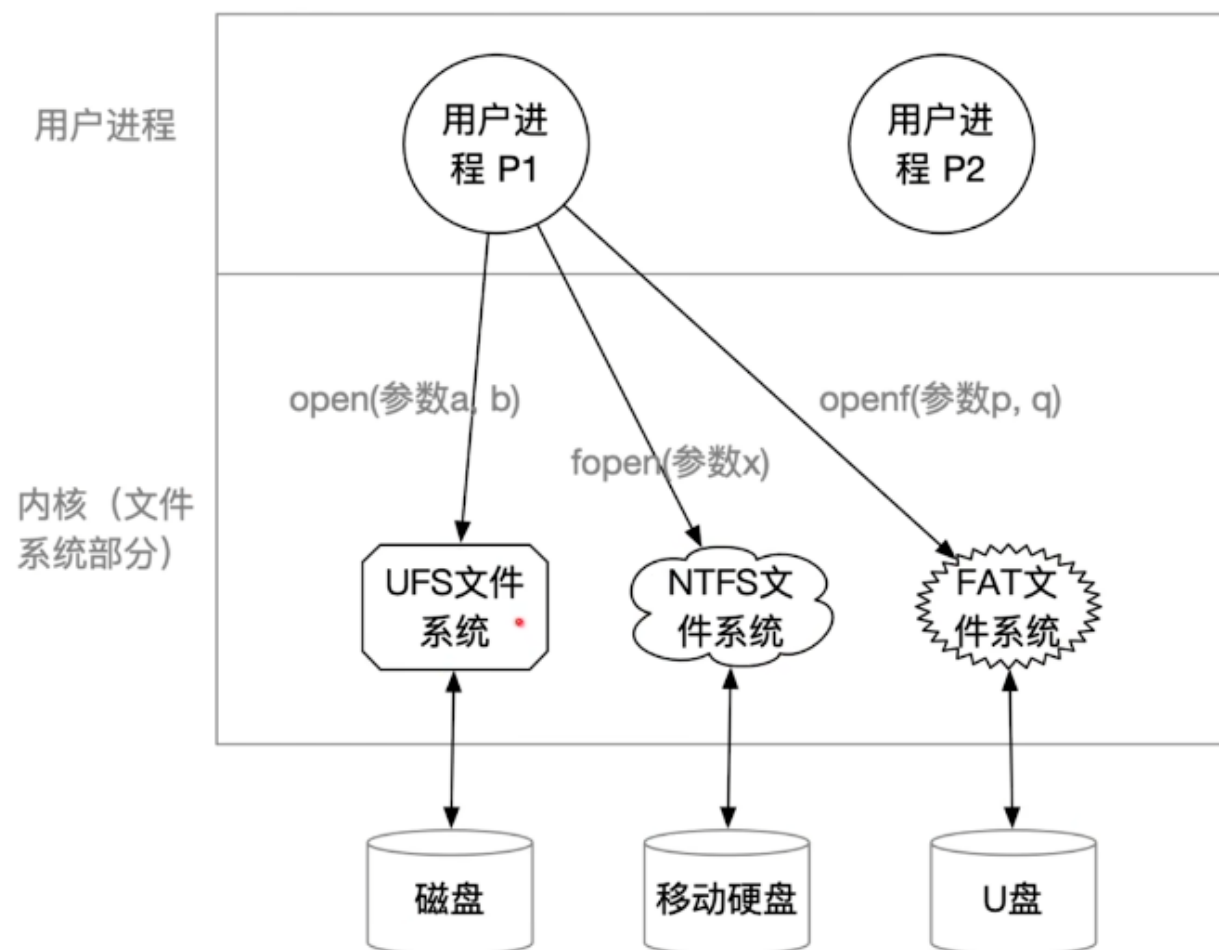 用户进程
用户进
程 P1
用户进
程 P2
open(参数a, b)
openf(参数p, q)
fopen(参数x)
内核（文件
系统部分）
UFS文件
系统
NTFS文
件系统
FAT文
件系统
磁盘
移动硬盘
U盘